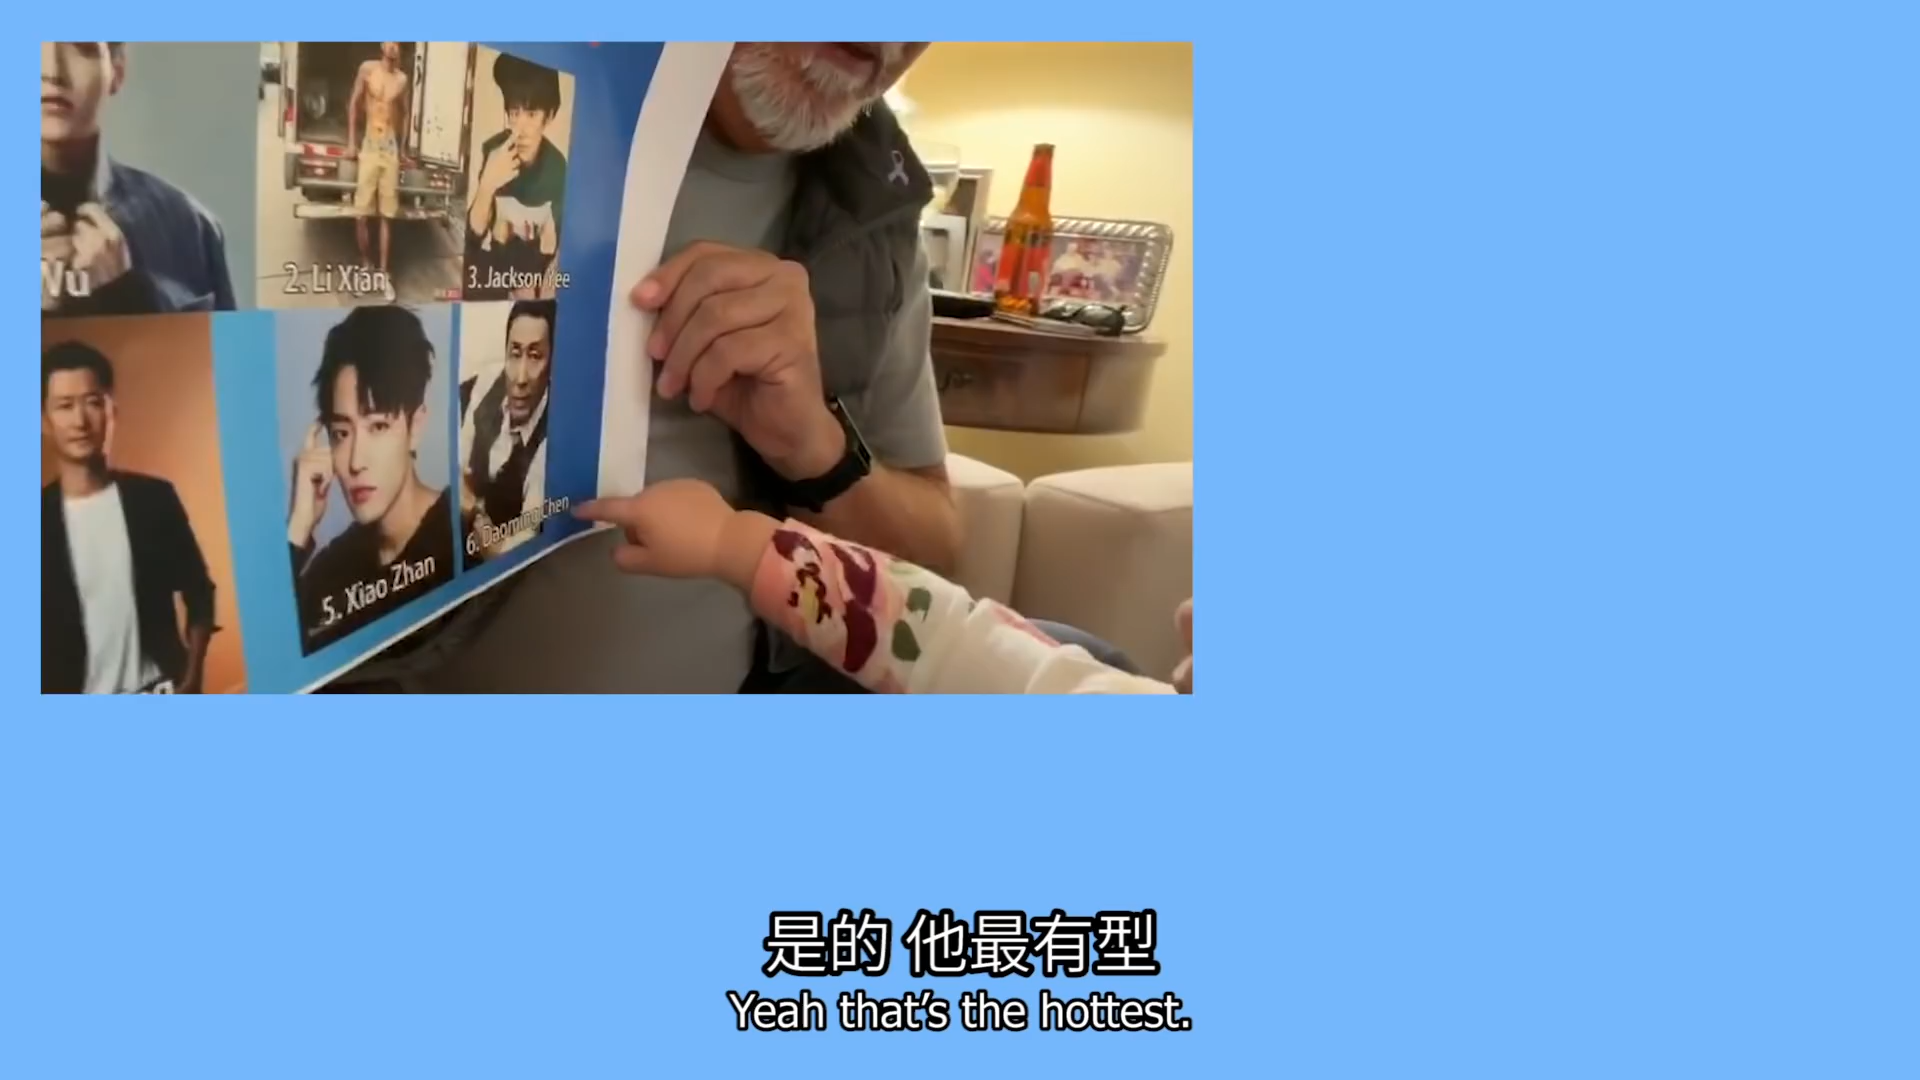 Wu
2. Li Xian
3. Jackson Yee
5. Xiao Zhan
6. Daoming Chen
是的 他最有型
Yeah that's the hottest.